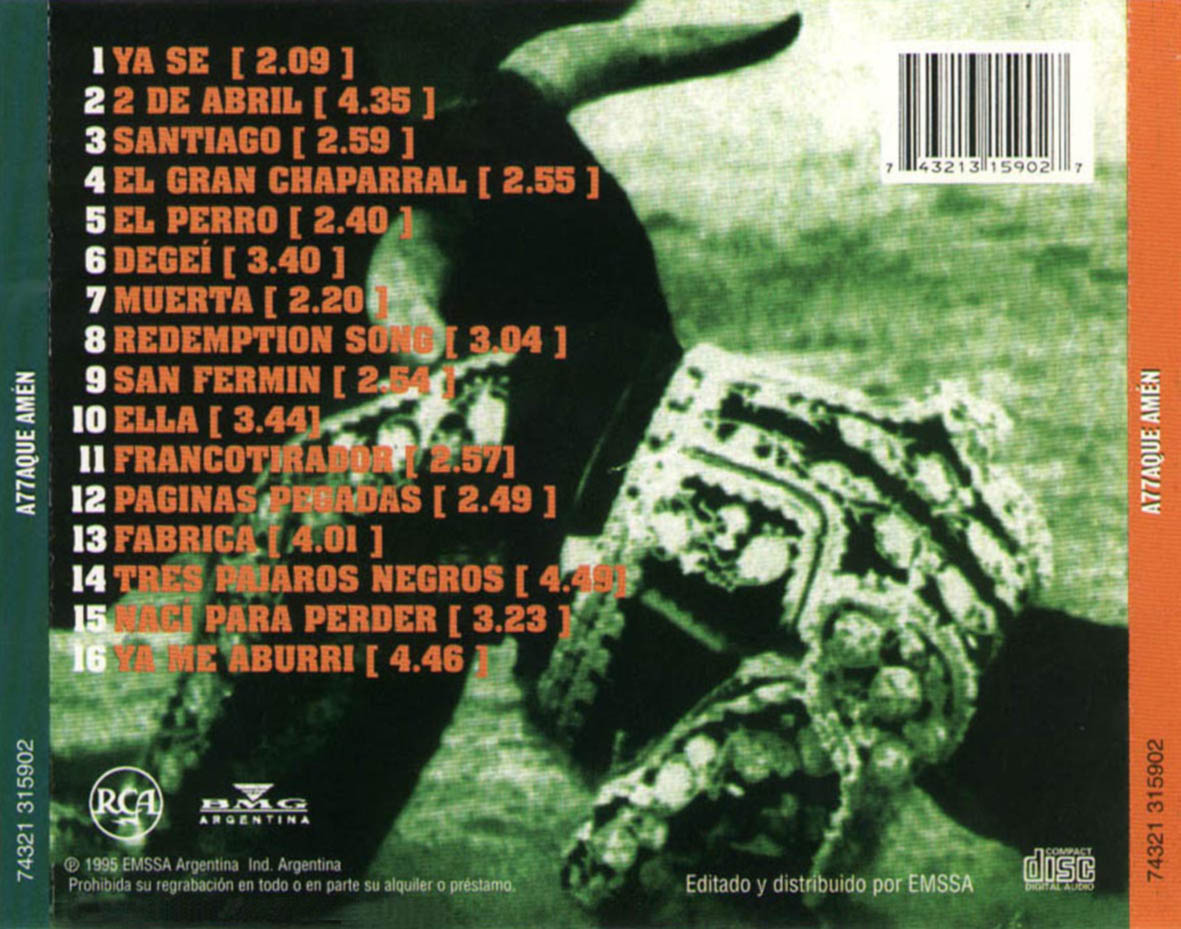 1 YA SE [ 2.09 ]
2 2 DE ABRIL [ 4.35 ]
3 SANTIAGO [ 2.59 ]
4 EL GRAN CHAPARRAL [ 2.55 ]
5 EL PERRO [ 2.40 ]
6 DEGEÍ [ 3.40 ]
7 MUERTA [ 2.20 ]
8 REDEMPTION SONG [ 3.04 ]
9 SAN FERMIN [ 2.54 ]
10 ELLA [ 3.44]
11 FRANCOTIRADOR [ 2.57]
12 PAGINAS PEGADAS [ 2.49 ]
13 FABRICA [ 4.01 ]
14 TRES PAJAROS NEGROS [ 4.49]
15 NACÍ PARA PERDER [ 3.23 ]
16 YA ME ABURRI [ 4.46 ]
7 43213 15902 7
A77AQUE AMÉN
74321 315902
A77AQUE AMÉN
74321 315902
RCA
BMG
ARGENTINA
℗ 1995 EMSSA Argentina Ind. Argentina
Prohibida su regrabación en todo o en parte su alquiler o préstamo.
Editado y distribuido por EMSSA
COMPACT
disc
DIGITAL AUDIO